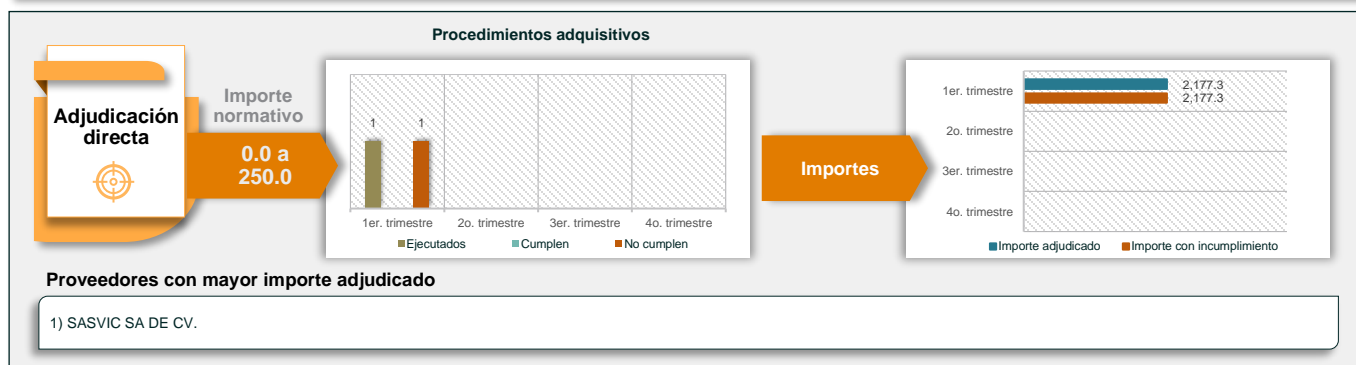 Procedimientos adquisitivos
Adjudicación
directa
Importe
normativo
0.0 a
250.0
1
1
1er. trimestre
2o. trimestre
3er. trimestre
4o. trimestre
Ejecutados
Cumplen
No cumplen
Importes
1er. trimestre
2,177.3
2,177.3
2o. trimestre
3er. trimestre
4o. trimestre
Importe adjudicado
Importe con incumplimiento
Proveedores con mayor importe adjudicado
1) SASVIC SA DE CV.